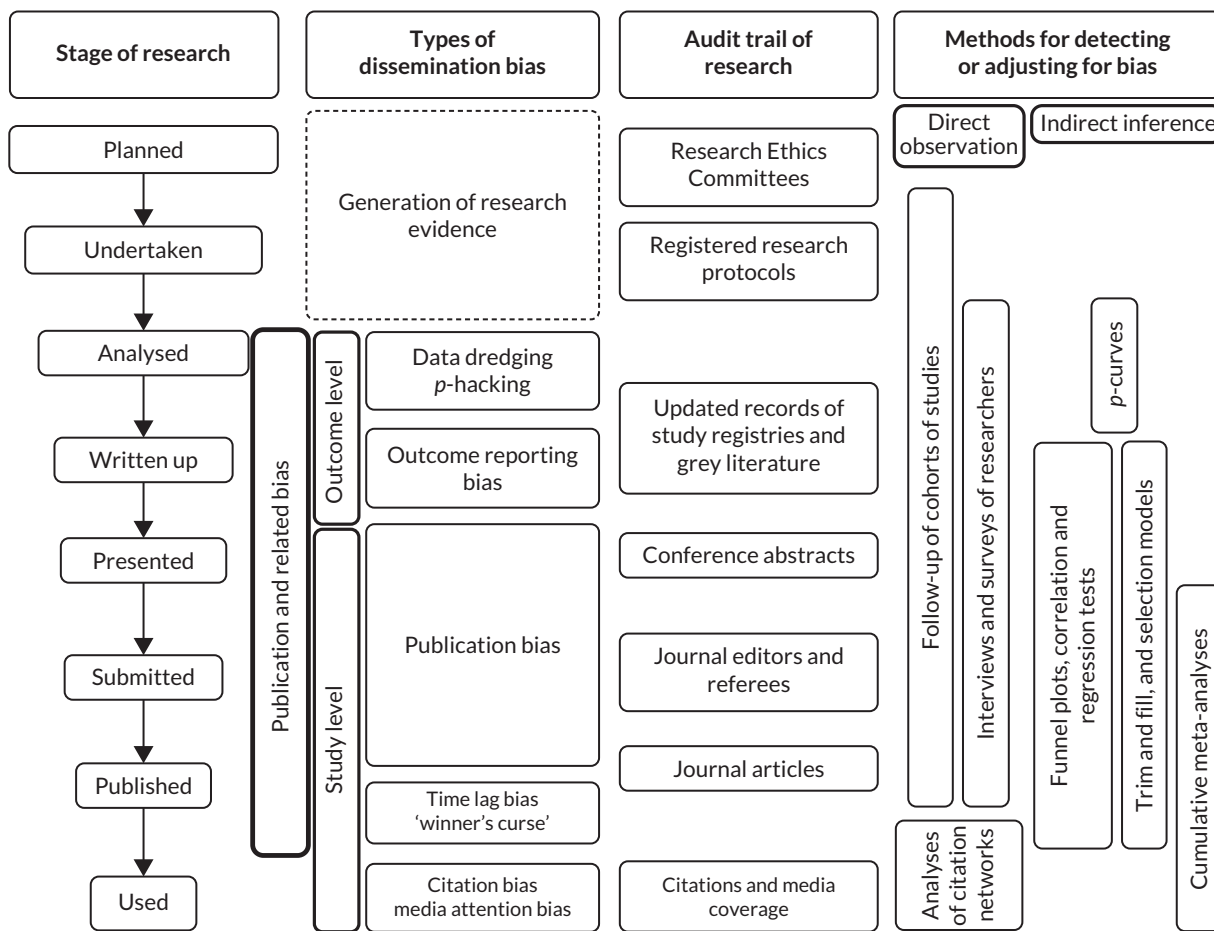 Stage of research
Types of
dissemination bias
Audit trail of
research
Methods for detecting
or adjusting for bias
Planned
Undertaken
Analysed
Written up
Presented
Submitted
Published
Used
Publication and related bias
Generation of research
evidence
Outcome level
Study level
Data dredging
p-hacking
Outcome reporting
bias
Publication bias
Time lag bias
‘winner’s curse’
Citation bias
media attention bias
Research Ethics
Committees
Registered research
protocols
Updated records of
study registries and
grey literature
Conference abstracts
Journal editors and
referees
Journal articles
Citations and media
coverage
Direct
observation
Indirect inference
Follow-up of cohorts of studies
Interviews and surveys of researchers
Analyses
of citation
networks
p-curves
Funnel plots, correlation and
regression tests
Trim and fill, and selection models
Cumulative meta-analyses